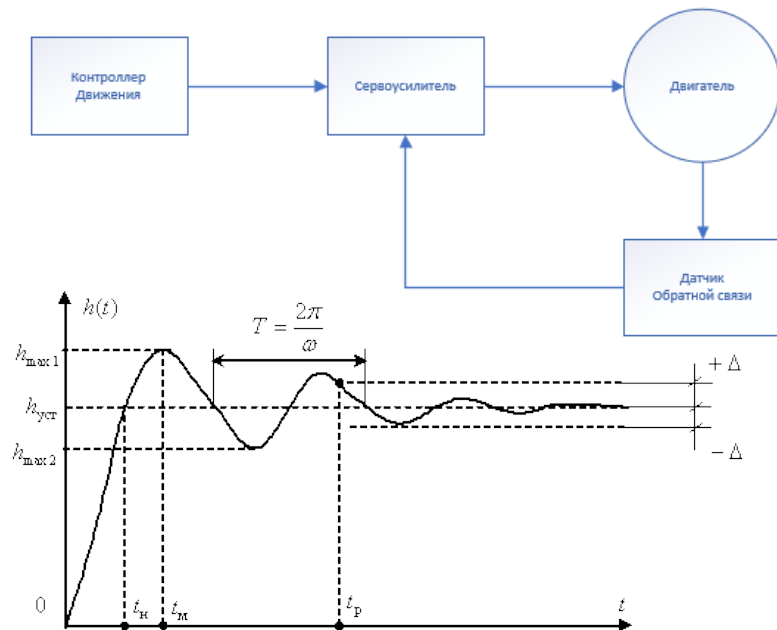 Контроллер
Движения
Сервоусилитель
Двигатель
Датчик
Обратной связи
h(t)
T = 2π/ω
h_max 1
h_уст
h_max 2
+ Δ
− Δ
0
t_н
t_м
t_р
t